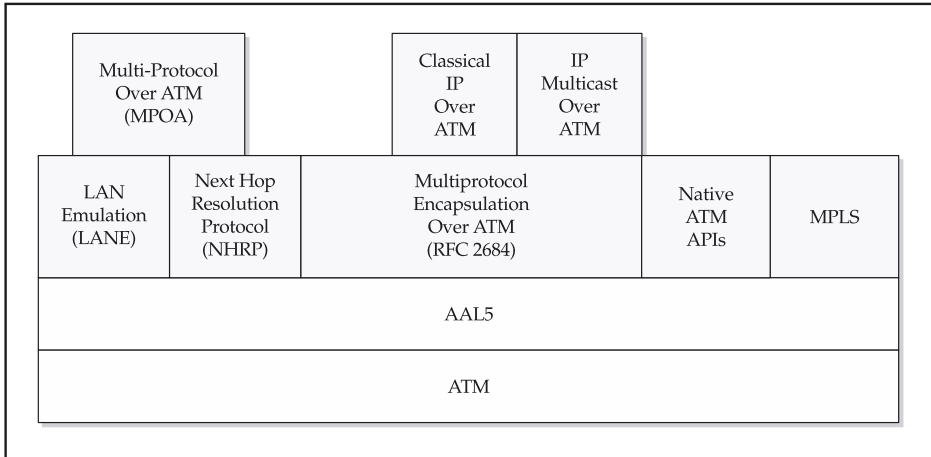 Multi-Protocol
Over ATM
(MPOA)
Classical
IP
Over
ATM
IP
Multicast
Over
ATM
LAN
Emulation
(LANE)
Next Hop
Resolution
Protocol
(NHRP)
Multiprotocol
Encapsulation
Over ATM
(RFC 2684)
Native
ATM
APIs
MPLS
AAL5
ATM